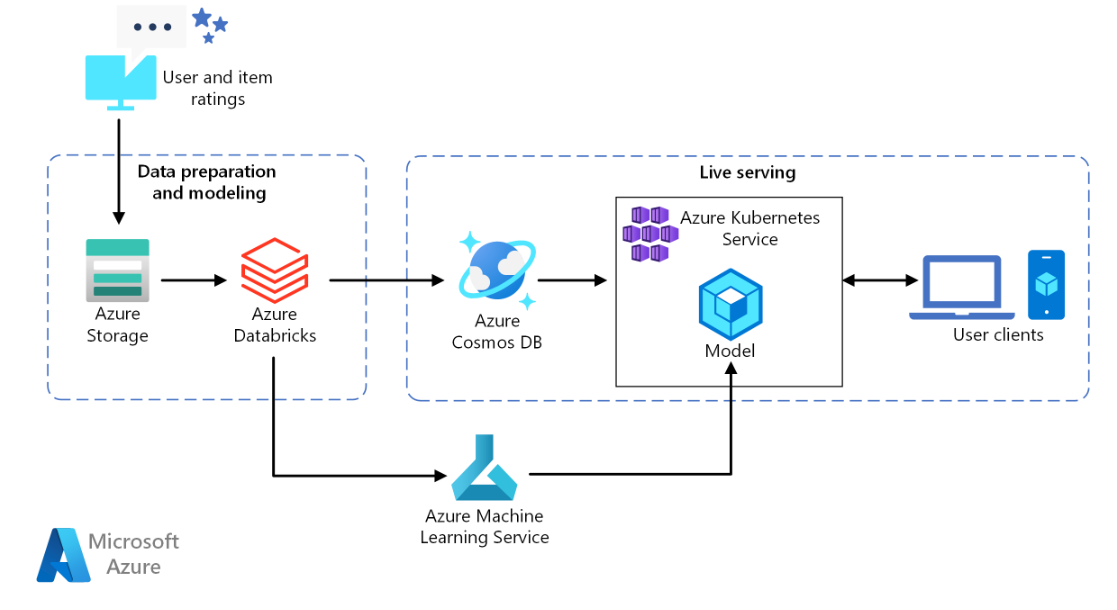 User and item
ratings
Data preparation
and modeling
Live serving
Azure Kubernetes
Service
Azure
Storage
Azure
Databricks
Azure
Cosmos DB
Model
User clients
Azure Machine
Learning Service
Microsoft
Azure